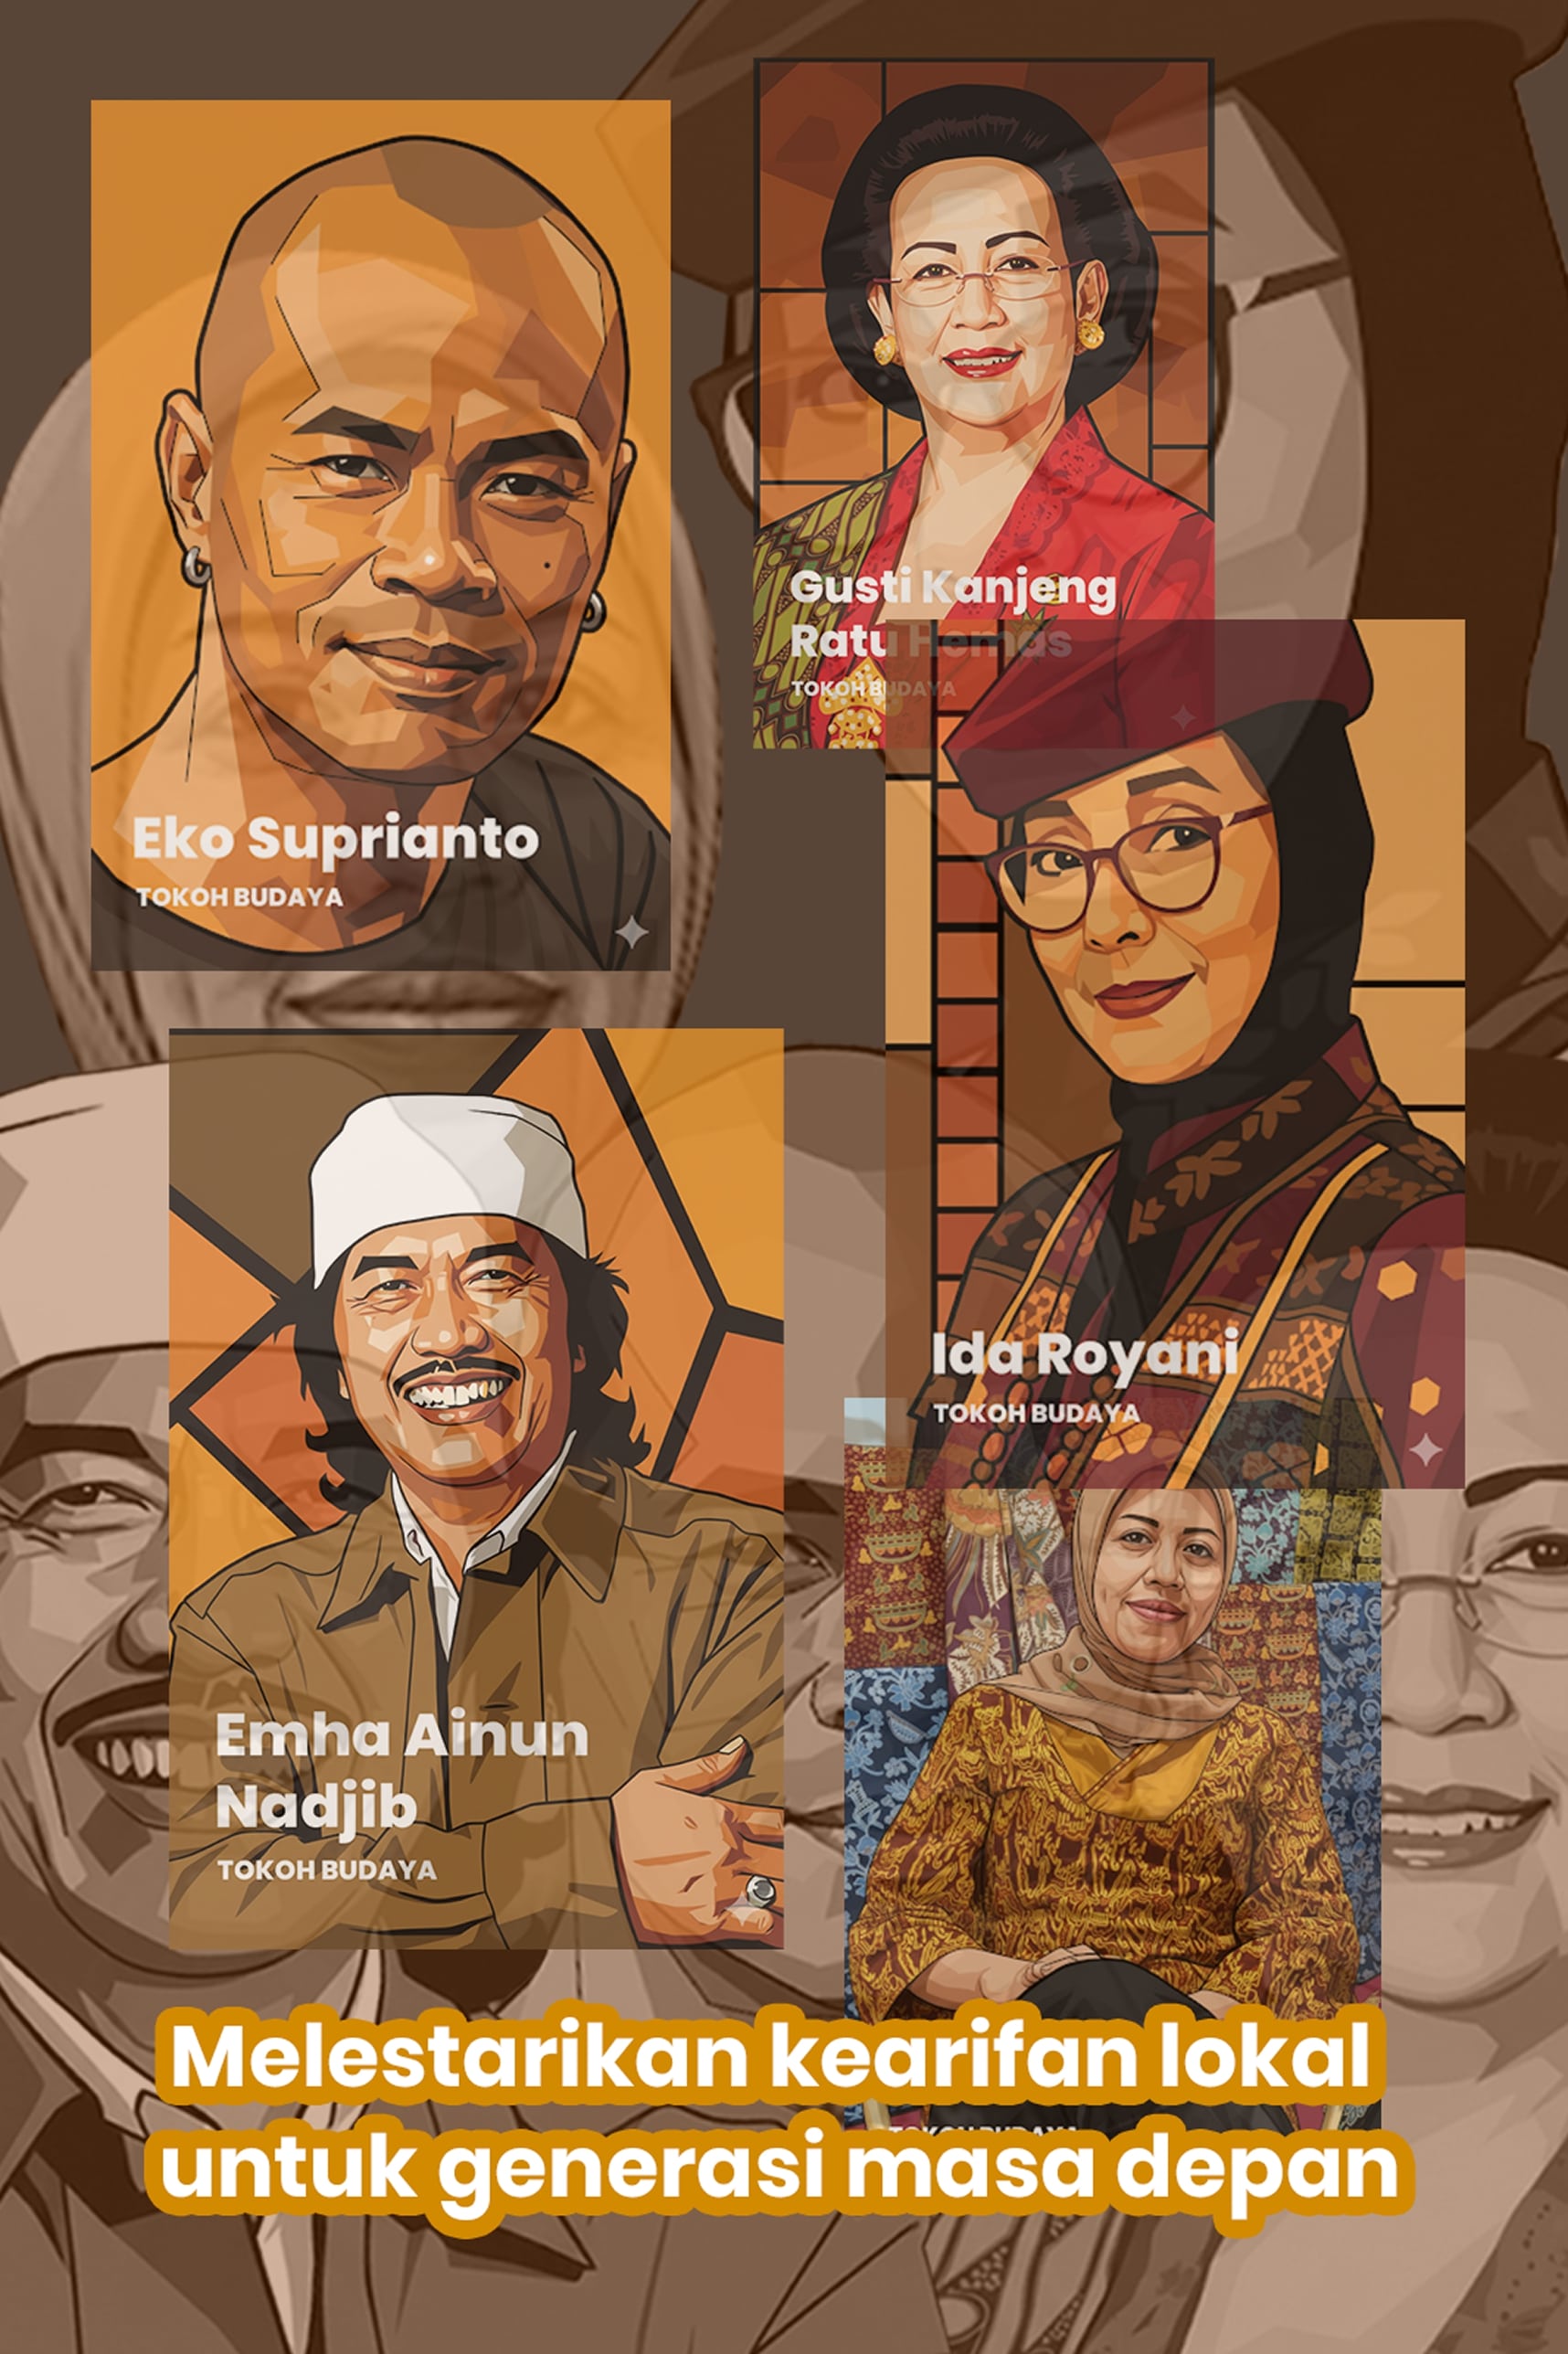 Gusti Kanjeng
Ratu Hemas
TOKOH BUDAYA
Eko Suprianto
TOKOH BUDAYA
Ida Royani
TOKOH BUDAYA
Emha Ainun
Nadjib
TOKOH BUDAYA
Melestarikan kearifan lokal
TOKOH BUDAYA
untuk generasi masa depan